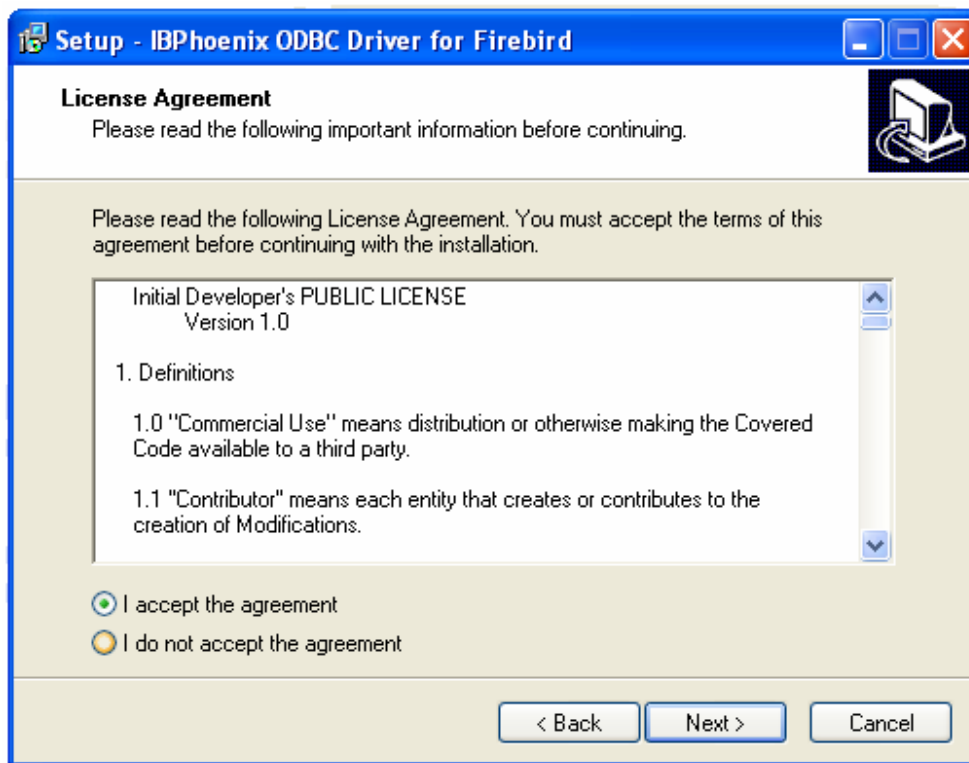 Setup - IBPhoenix ODBC Driver for Firebird
License Agreement
Please read the following important information before continuing.
Please read the following License Agreement. You must accept the terms of this
agreement before continuing with the installation.
Initial Developer's PUBLIC LICENSE
Version 1.0
1. Definitions
1.0 "Commercial Use" means distribution or otherwise making the Covered
Code available to a third party.
1.1 "Contributor" means each entity that creates or contributes to the
creation of Modifications.
I accept the agreement
I do not accept the agreement
< Back Next > Cancel